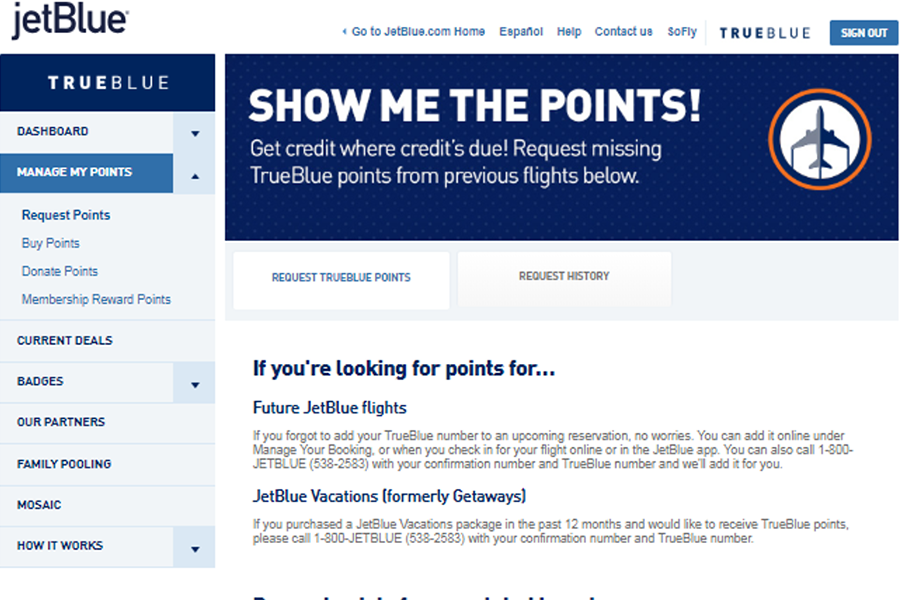 jetBlue
Go to JetBlue.com Home Español Help Contact us SoFly TRUEBLUE SIGN OUT
TRUEBLUE
DASHBOARD
MANAGE MY POINTS
Request Points
Buy Points
Donate Points
Membership Reward Points
CURRENT DEALS
BADGES
OUR PARTNERS
FAMILY POOLING
MOSAIC
HOW IT WORKS
SHOW ME THE POINTS!
Get credit where credit's due! Request missing
TrueBlue points from previous flights below.
REQUEST TRUEBLUE POINTS
REQUEST HISTORY
If you're looking for points for...
Future JetBlue flights
If you forgot to add your TrueBlue number to an upcoming reservation, no worries. You can add it online under
Manage Your Booking, or when you check in for your flight online or in the JetBlue app. You can also call 1-800-
JETBLUE (538-2583) with your confirmation number and TrueBlue number and we'll add it for you.
JetBlue Vacations (formerly Getaways)
If you purchased a JetBlue Vacations package in the past 12 months and would like to receive TrueBlue points,
please call 1-800-JETBLUE (538-2583) with your confirmation number and TrueBlue number.